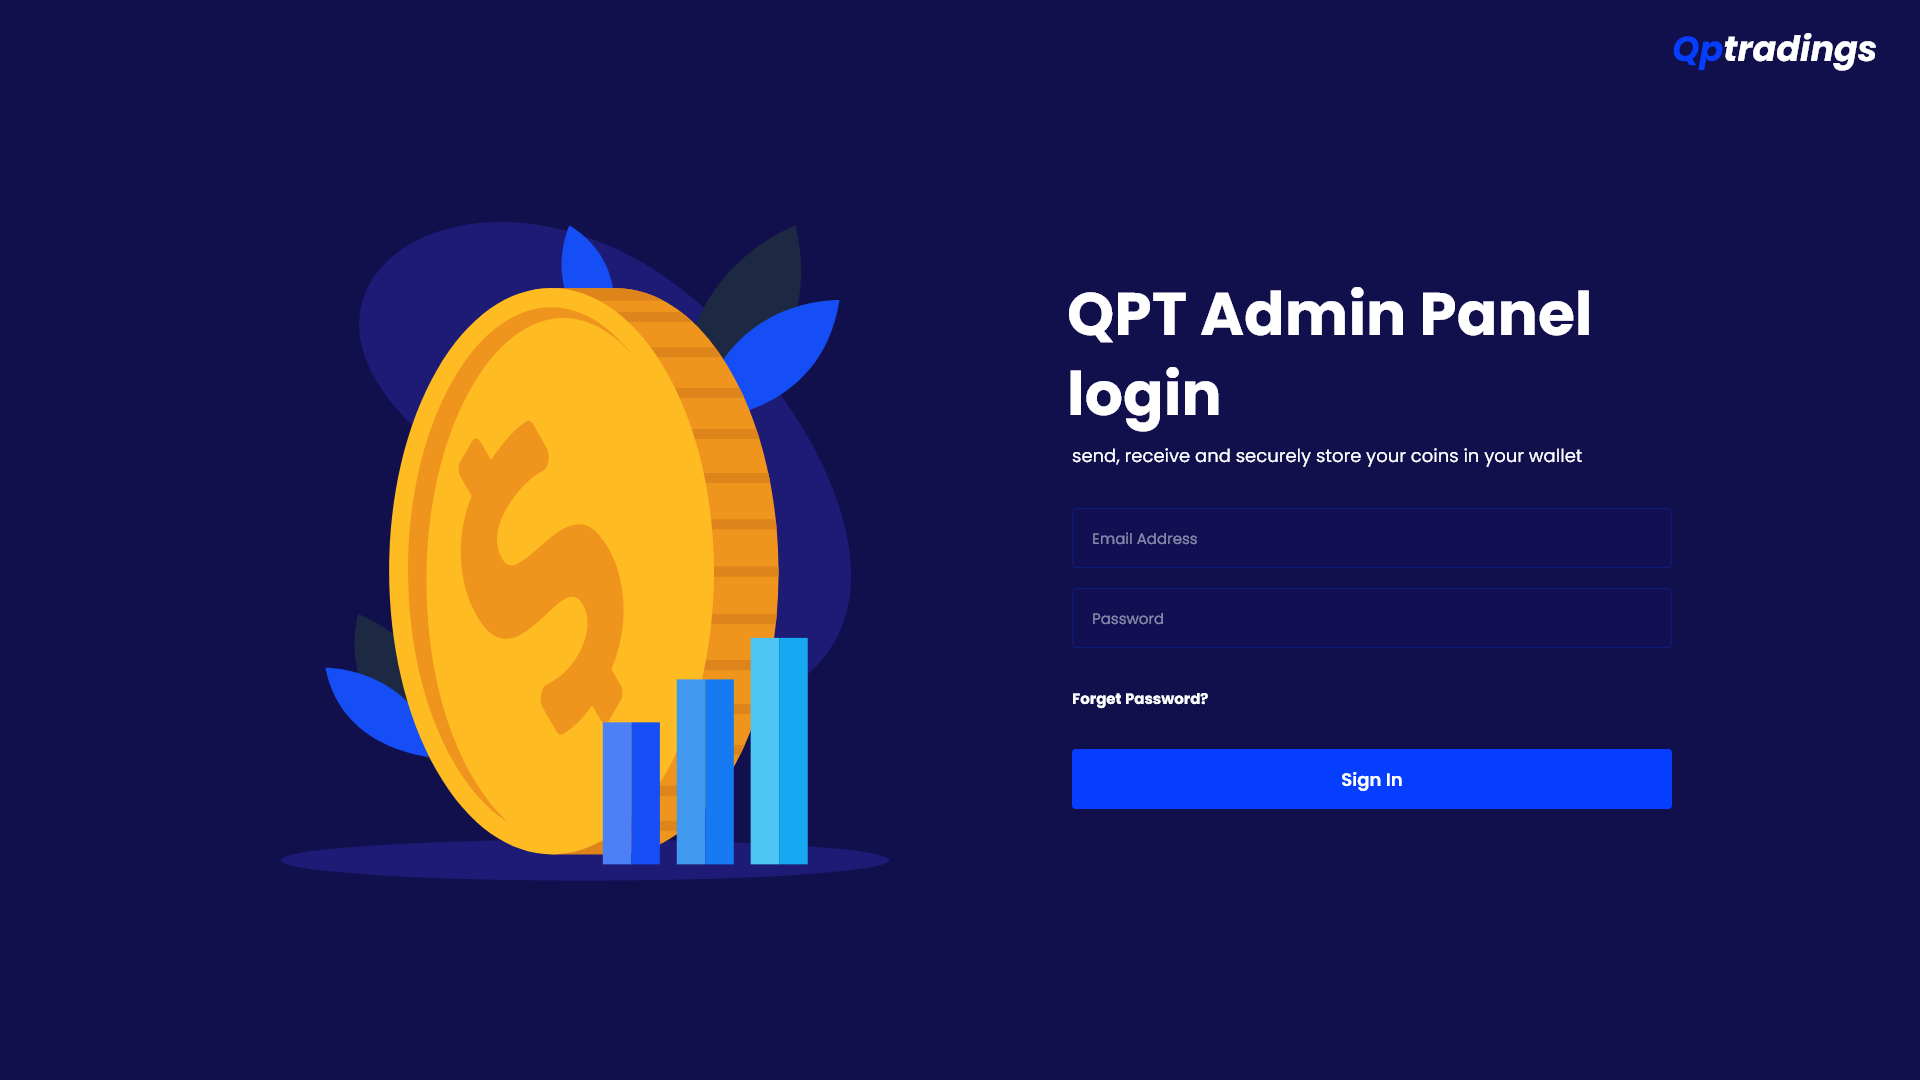 Qptradings
QPT Admin Panel
login
send, receive and securely store your coins in your wallet
Email Address
Password
Forget Password?
Sign In